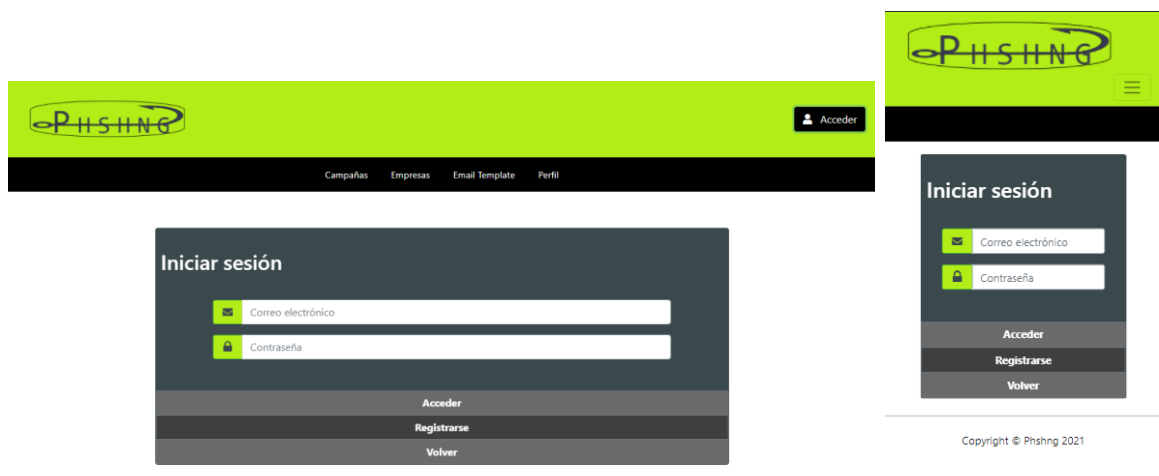 PHSHNG
Acceder
Campañas Empresas Email Template Perfil
Iniciar sesión
Correo electrónico
Contraseña
Acceder
Registrarse
Volver
PHSHNG
Iniciar sesión
Correo electrónico
Contraseña
Acceder
Registrarse
Volver
Copyright © Phshng 2021